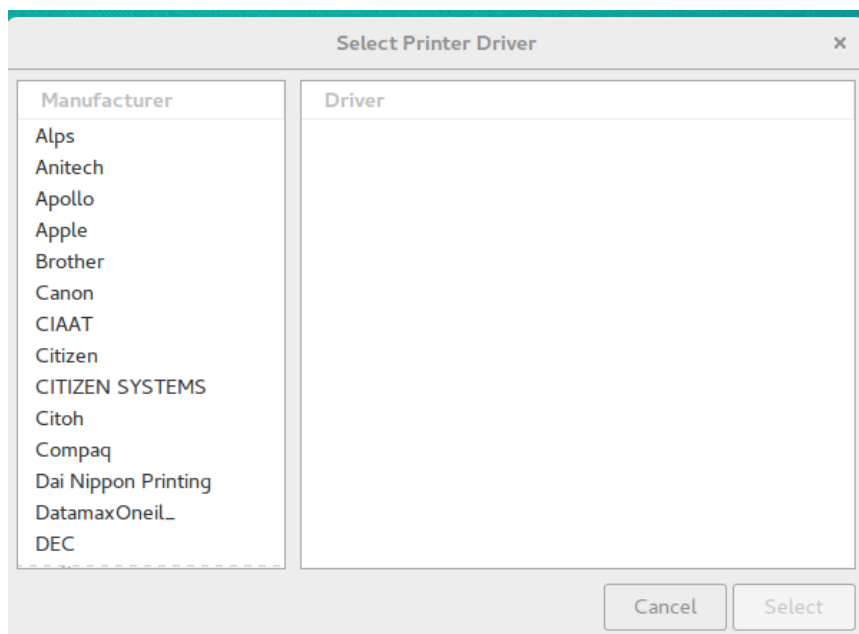 Select Printer Driver ×
Manufacturer
Driver
Alps
Anitech
Apollo
Apple
Brother
Canon
CIAAT
Citizen
CITIZEN SYSTEMS
Citoh
Compaq
Dai Nippon Printing
DatamaxOneil_
DEC
Cancel
Select